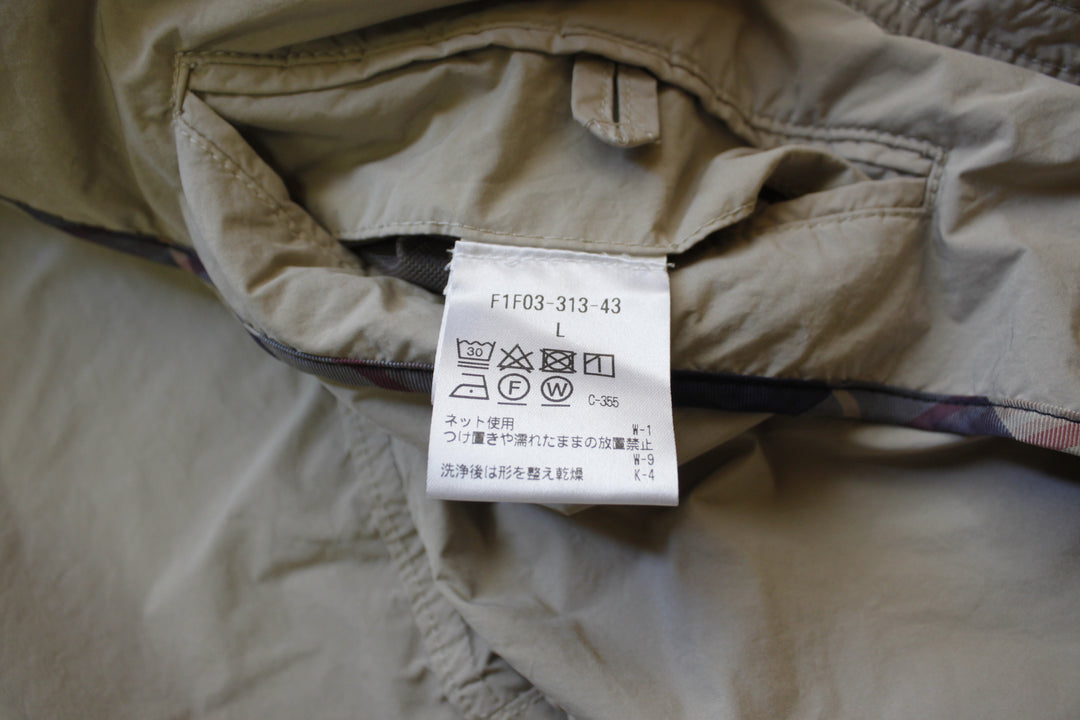 F1F03-313-43
L
30
F W C-355
ネット使用 W-1
つけ置きや濡れたままの放置禁止
W-9
洗浄後は形を整え乾燥 K-4